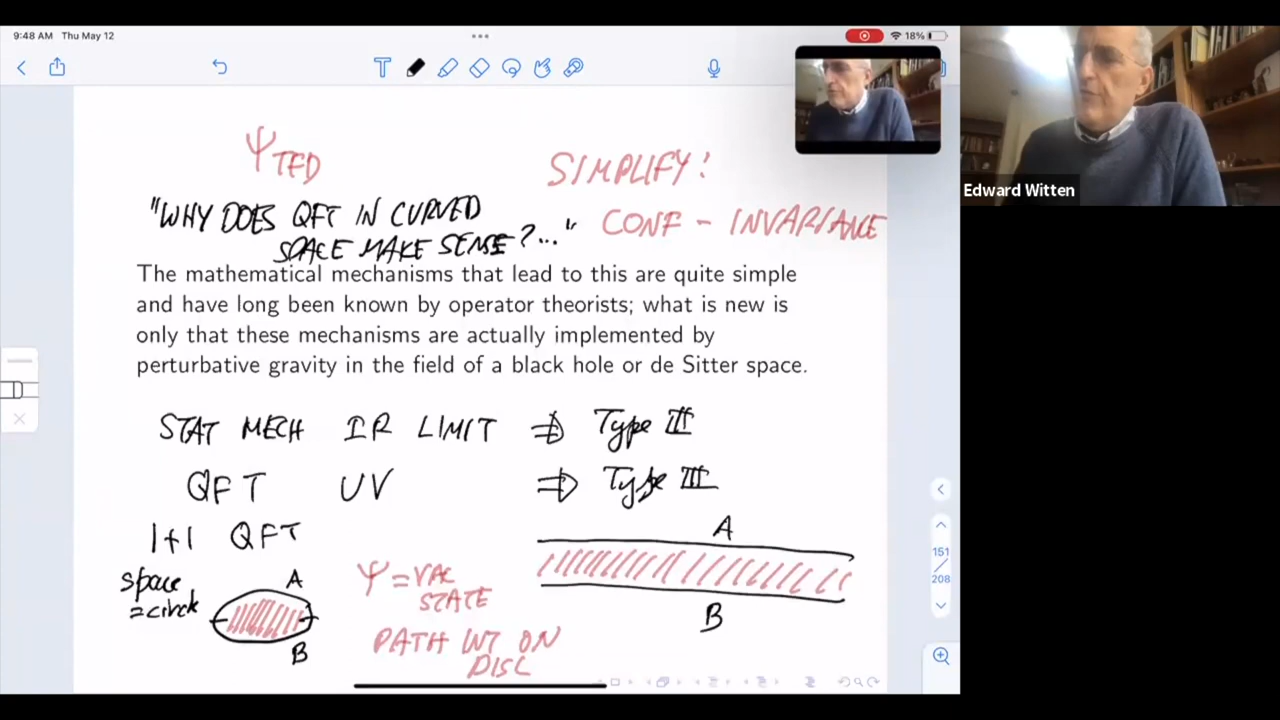 9:48 AM Thu May 12
18%
Ψ TFD
SIMPLIFY:
"WHY DOES QFT IN CURVED
SPACE MAKE SENSE?..."
CONF - INVARIANCE
The mathematical mechanisms that lead to this are quite simple
and have long been known by operator theorists; what is new is
only that these mechanisms are actually implemented by
perturbative gravity in the field of a black hole or de Sitter space.
STAT MECH IR LIMIT ⇒ Type III
QFT UV ⇒ Type III
1+1 QFT
space
= circle
A
B
Ψ = VAC
STATE
PATH INT ON
DISC
A
B
151
/
208
Edward Witten